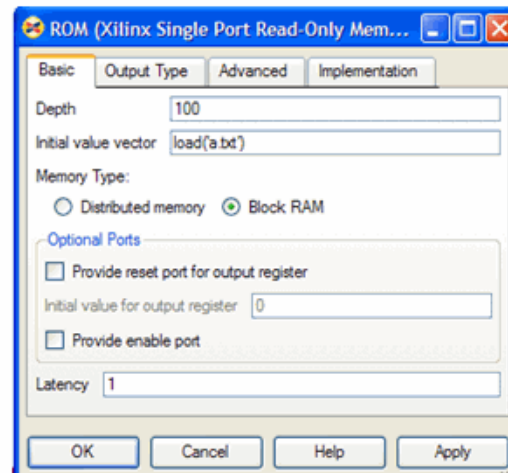 ROM (Xilinx Single Port Read-Only Mem...
Basic Output Type Advanced Implementation
Depth 100
Initial value vector load('a.txt')
Memory Type:
Distributed memory Block RAM
Optional Ports
Provide reset port for output register
Initial value for output register 0
Provide enable port
Latency 1
OK Cancel Help Apply